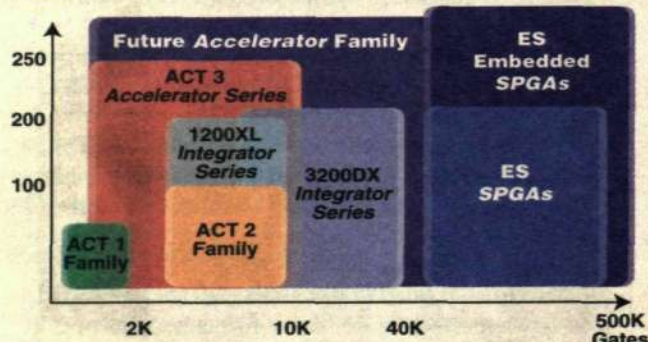 Future Accelerator Family
ES
Embedded
SPGAs
ACT 3
Accelerator Series
1200XL
Integrator
Series
3200DX
Integrator
Series
ES
SPGAs
ACT 1
Family
ACT 2
Family
250
200
100
2K
10K
40K
500K
Gates